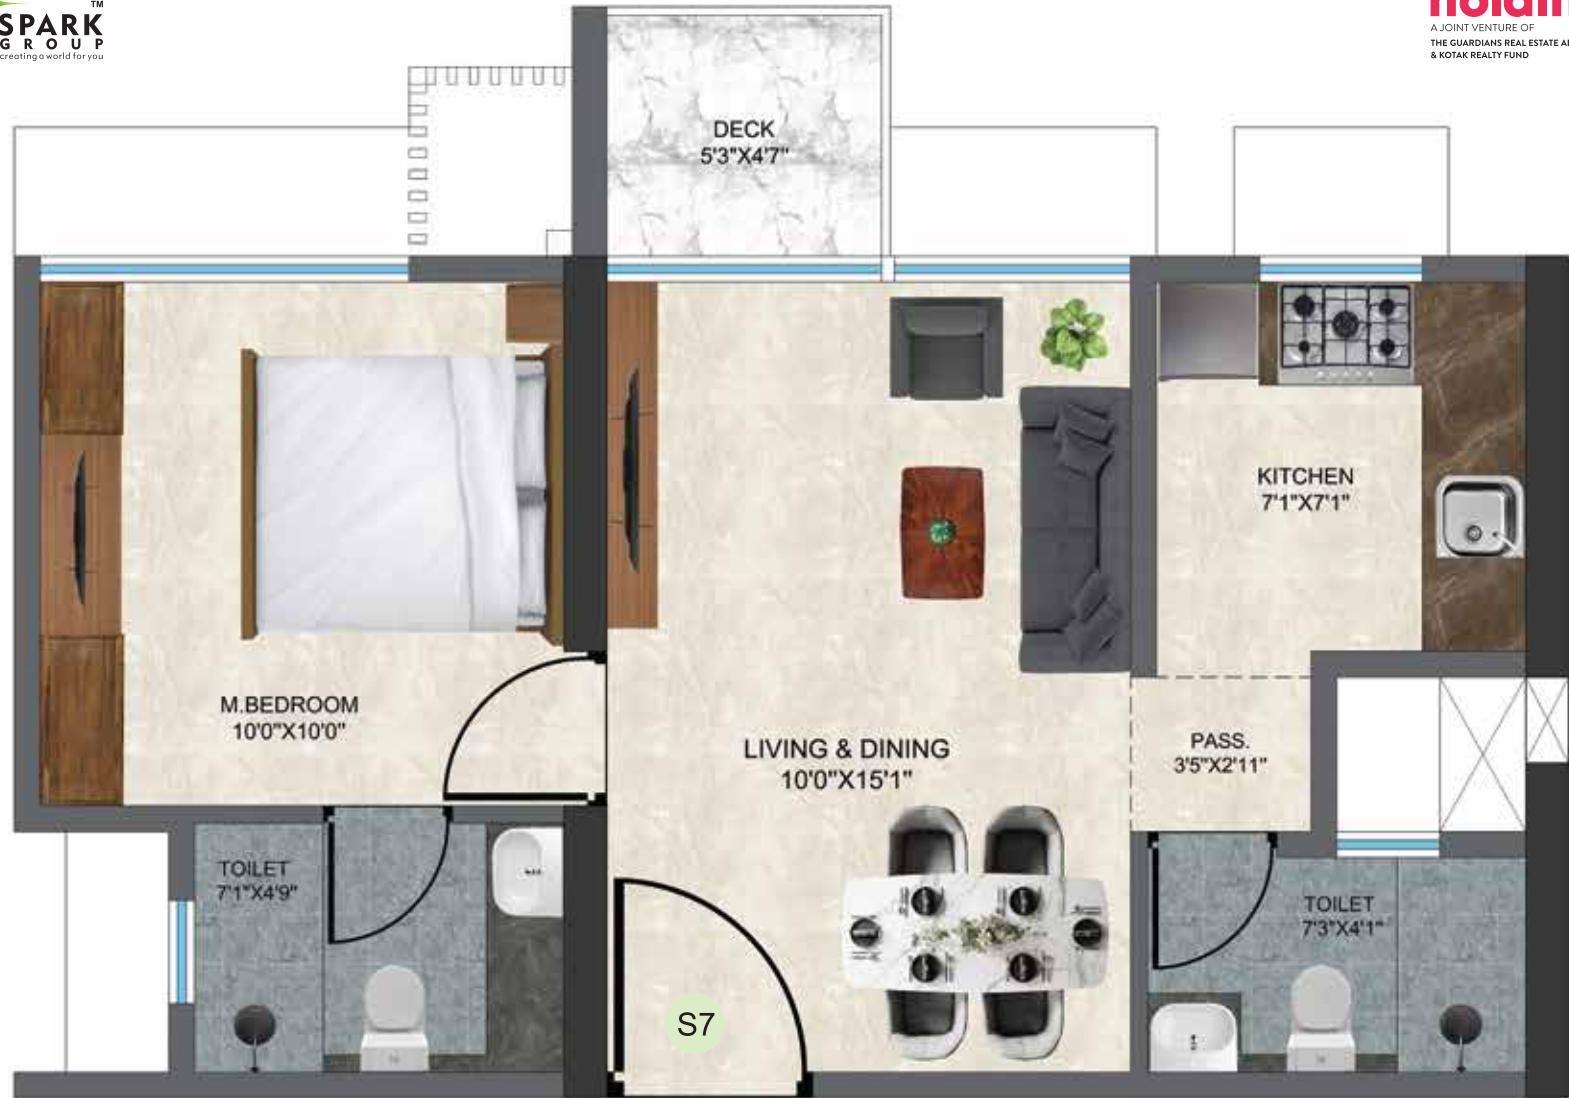 TM
SPARK
GROUP
creating a world for you
A JOINT VENTURE OF
THE GUARDIANS REAL ESTATE
& KOTAK REALTY FUND
DECK
5'3"X4'7"
KITCHEN
7'1"X7'1"
M.BEDROOM
10'0"X10'0"
LIVING & DINING
10'0"X15'1"
PASS.
3'5"X2'11"
TOILET
7'1"X4'9"
TOILET
7'3"X4'1"
S7